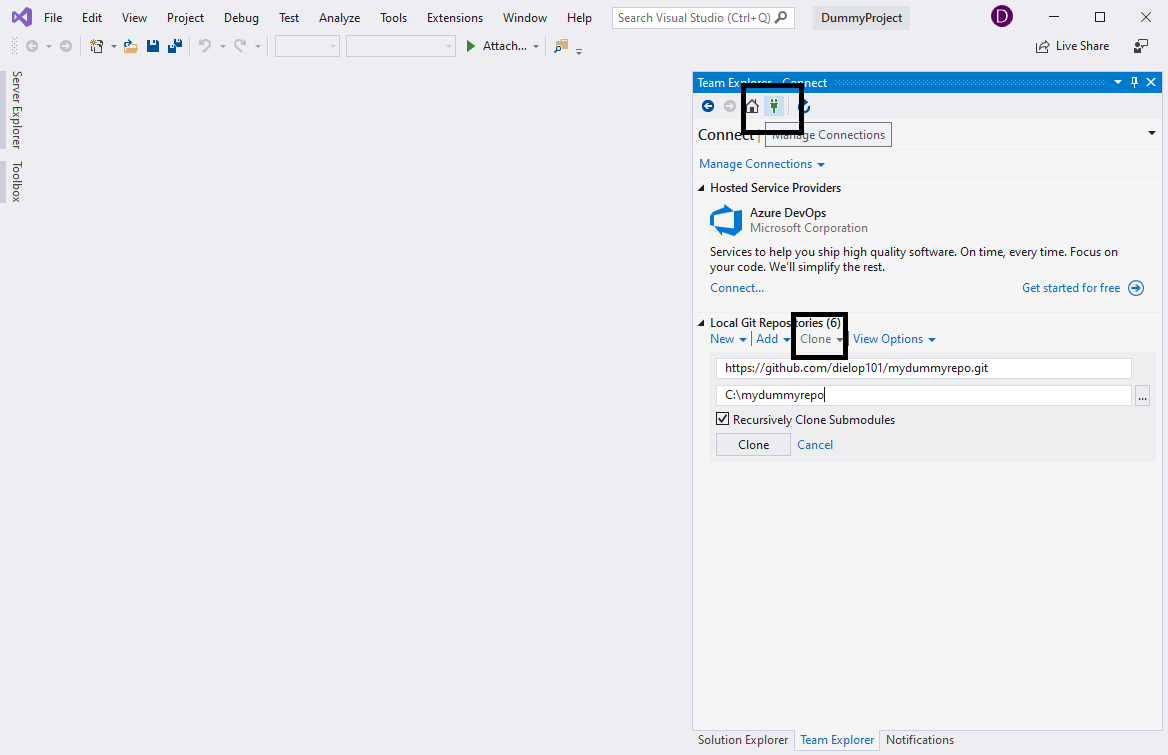 File Edit View Project Debug Test Analyze Tools Extensions Window Help Search Visual Studio (Ctrl+Q) DummyProject D
Attach... Live Share
Server Explorer
Toolbox
Team Explorer - Connect
Connect | Manage Connections
Manage Connections
Hosted Service Providers
Azure DevOps
Microsoft Corporation
Services to help you ship high quality software. On time, every time. Focus on
your code. We'll simplify the rest.
Connect... Get started for free
Local Git Repositories (6)
New | Add Clone | View Options
https://github.com/dielop101/mydummyrepo.git
C:\mydummyrepo ...
Recursively Clone Submodules
Clone Cancel
Solution Explorer Team Explorer Notifications